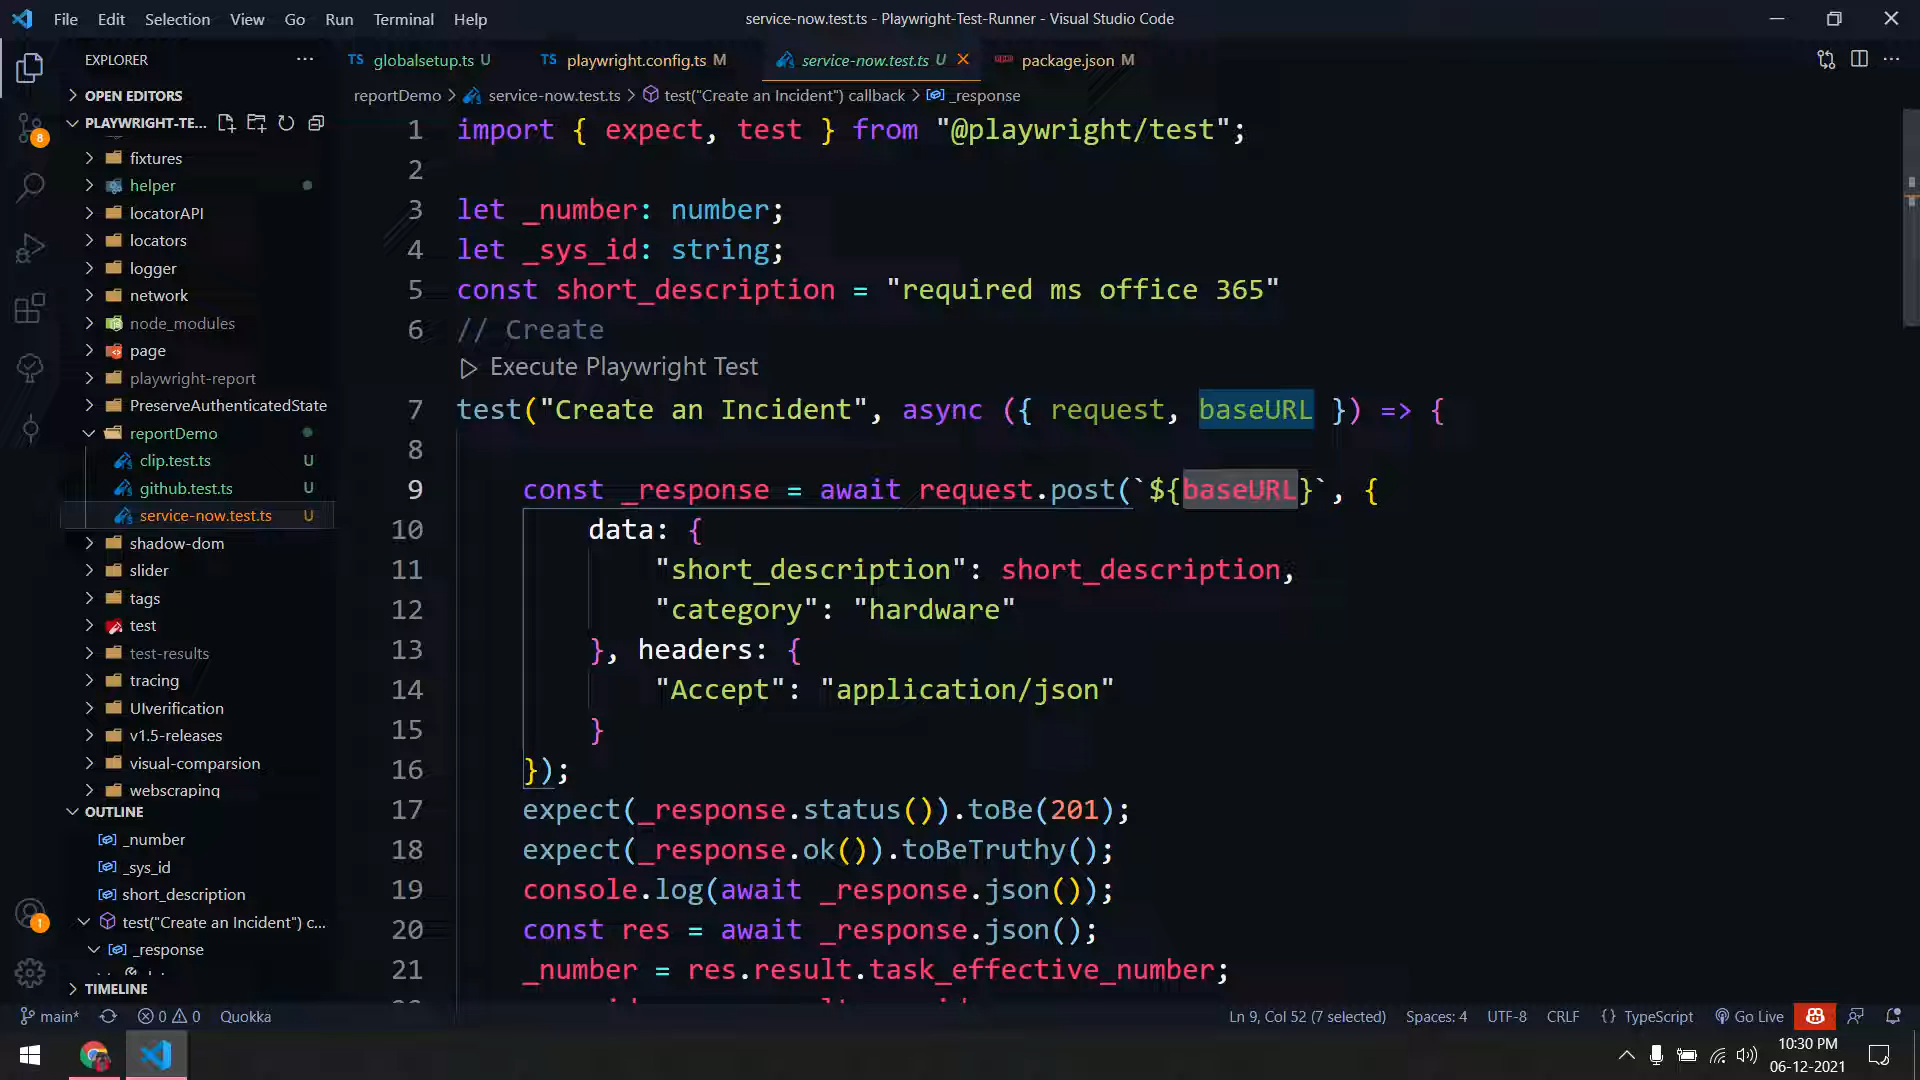 File Edit Selection View Go Run Terminal Help
service-now.test.ts - Playwright-Test-Runner - Visual Studio Code
EXPLORER
TS globalsetup.ts U
TS playwright.config.ts M
service-now.test.ts U
package.json M
OPEN EDITORS
PLAYWRIGHT-TE...
8
fixtures
helper
locatorAPI
locators
logger
network
node_modules
page
playwright-report
PreserveAuthenticatedState
reportDemo
clip.test.ts U
github.test.ts U
service-now.test.ts U
shadow-dom
slider
tags
test
test-results
tracing
UIverification
v1.5-releases
visual-comparsion
webscraping
OUTLINE
_number
_sys_id
short_description
test("Create an Incident") c...
_response
TIMELINE
1
reportDemo > service-now.test.ts > test("Create an Incident") callback > _response
1 import { expect, test } from "@playwright/test";
2
3 let _number: number;
4 let _sys_id: string;
5 const short_description = "required ms office 365"
6 // Create
Execute Playwright Test
7 test("Create an Incident", async ({ request, baseURL }) => {
8
9 const _response = await request.post(`${baseURL}`, {
10 data: {
11 "short_description": short_description,
12 "category": "hardware"
13 }, headers: {
14 "Accept": "application/json"
15 }
16 });
17 expect(_response.status()).toBe(201);
18 expect(_response.ok()).toBeTruthy();
19 console.log(await _response.json());
20 const res = await _response.json();
21 _number = res.result.task_effective_number;
main* 0 0 Quokka
Ln 9, Col 52 (7 selected) Spaces: 4 UTF-8 CRLF {} TypeScript Go Live
10:30 PM
06-12-2021